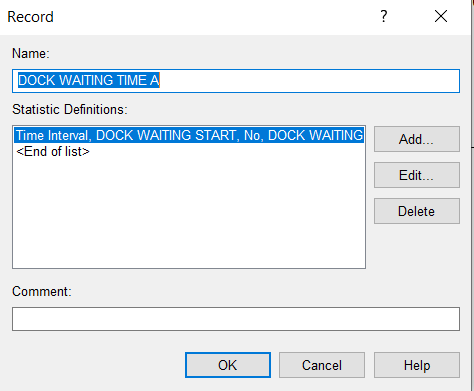 Record
?
Name:
DOCK WAITING TIME A
Statistic Definitions:
Time Interval, DOCK WAITING START, No, DOCK WAITING
<End of list>
Add...
Edit...
Delete
Comment:
OK
Cancel
Help